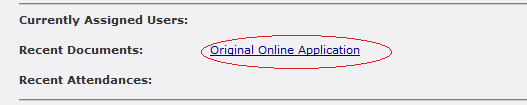 Currently Assigned Users:
Recent Documents: Original Online Application
Recent Attendances: